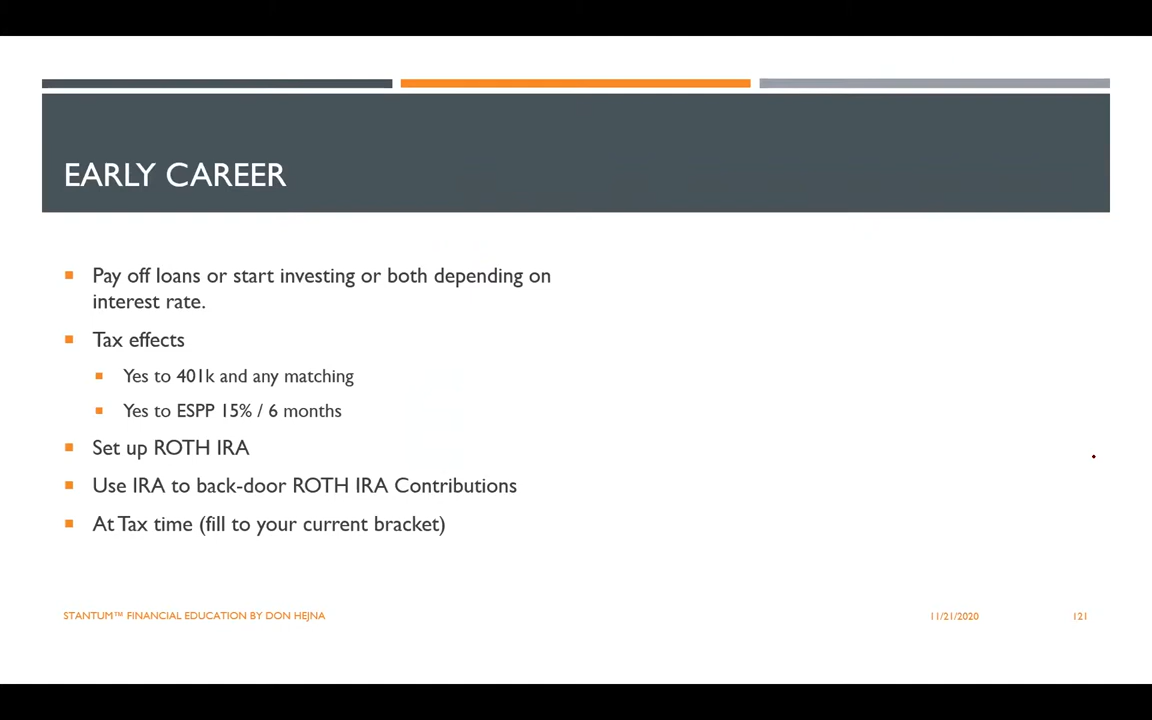 EARLY CAREER
Pay off loans or start investing or both depending on
interest rate.
Tax effects
Yes to 401k and any matching
Yes to ESPP 15% / 6 months
Set up ROTH IRA
Use IRA to back-door ROTH IRA Contributions
At Tax time (fill to your current bracket)
STANTUM™ FINANCIAL EDUCATION BY DON HEJNA
11/21/2020
121